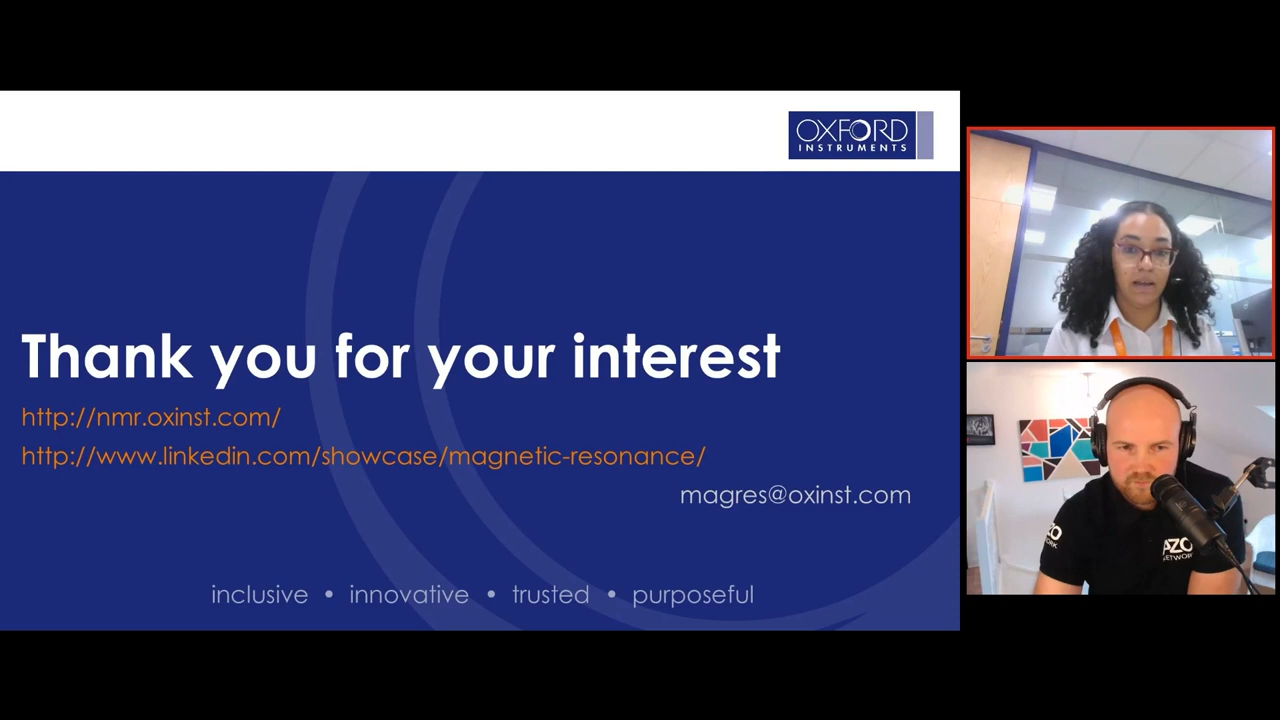 OXFORD
INSTRUMENTS
Thank you for your interest
http://nmr.oxinst.com/
http://www.linkedin.com/showcase/magnetic-resonance/
magres@oxinst.com
inclusive • innovative • trusted • purposeful
AZO
NETWORK